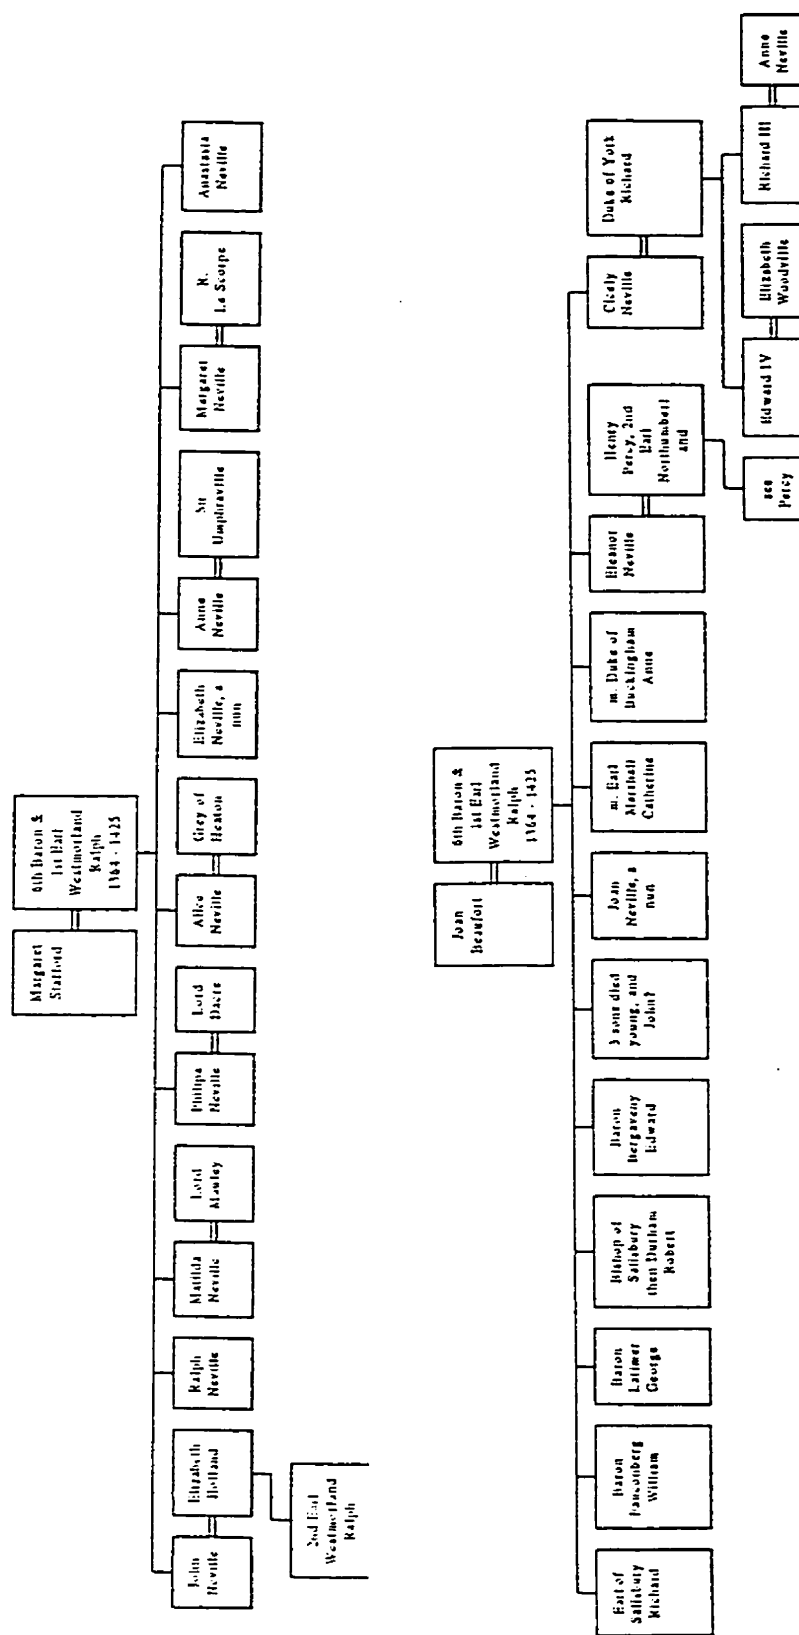 Margaret
Stafford
6th Baron &
1st Earl
Westmorland
Ralph
1364 - 1425
John
Neville
Elizabeth
Holland
Ralph
Neville
Matilda
Neville
Lord
Mauley
Philipa
Neville
Lord
Dacre
Alice
Neville
Grey of
Heaton
Elizabeth
Neville, a
nun
Anne
Neville
Sir
Umphraville
Margaret
Neville
R.
Le Scorpe
Anastasia
Neville
2nd Earl
Westmorland
Ralph
Joan
Beaufort
6th Baron &
1st Earl
Westmorland
Ralph
1364 - 1425
Earl of
Salisbury
Richard
Baron
Fauconberg
William
Baron
Latimer
George
Bishop of
Salisbury
then Durham
Robert
Baron
Bergaveny
Edward
3 sons died
young, and
John?
Joan
Neville, a
nun
m. Earl
Marshall
Catherine
m. Duke of
Buckingham
Anne
Eleanor
Neville
Henry
Percy, 2nd
Earl
Northumberl
and
Cicely
Neville
Duke of York
Richard
see
Percy
Edward IV
Elizabeth
Woodville
Richard III
Anne
Neville